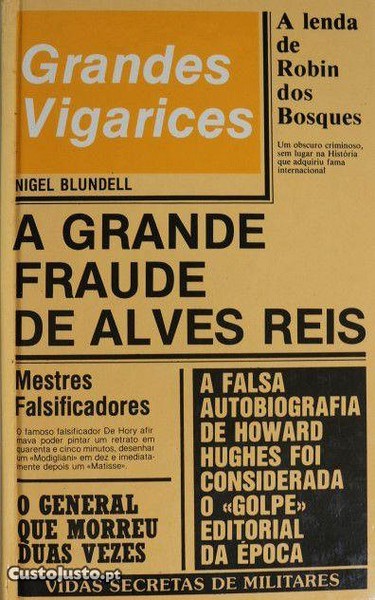 Grandes
Vigarices
NIGEL BLUNDELL
A lenda
de
Robin
dos
Bosques
Um obscuro criminoso,
sem lugar na História
que adquiriu fama
internacional
A GRANDE
FRAUDE
DE ALVES REIS
Mestres
Falsificadores
O famoso falsificador De Hory afir
mava poder pintar um retrato em
quarenta e cinco minutos, desenhar
um «Modigliani» em dez e imediata-
mente depois um «Matisse».
O GENERAL
QUE MORREU
DUAS VEZES
A FALSA
AUTOBIOGRAFIA
DE HOWARD
HUGHES FOI
CONSIDERADA
O «GOLPE»
EDITORIAL
DA ÉPOCA
VIDAS SECRETAS DE MILITARES
CustoJusto.pt